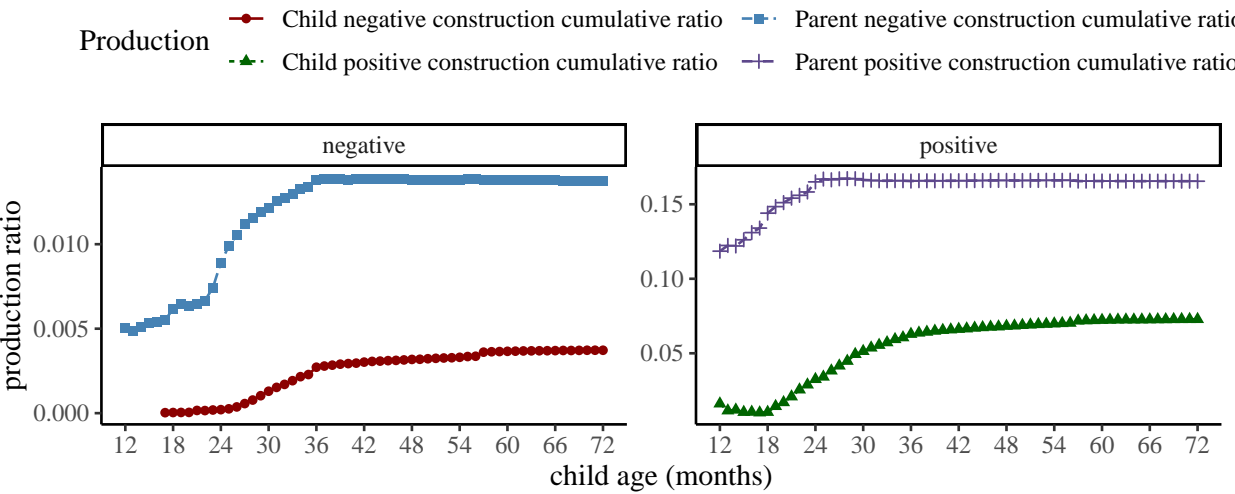 Production
Child negative construction cumulative ratio
Parent negative construction cumulative ratio
Child positive construction cumulative ratio
Parent positive construction cumulative ratio
negative
positive
production ratio
0.010
0.005
0.000
0.15
0.10
0.05
12 18 24 30 36 42 48 54 60 66 72
12 18 24 30 36 42 48 54 60 66 72
child age (months)